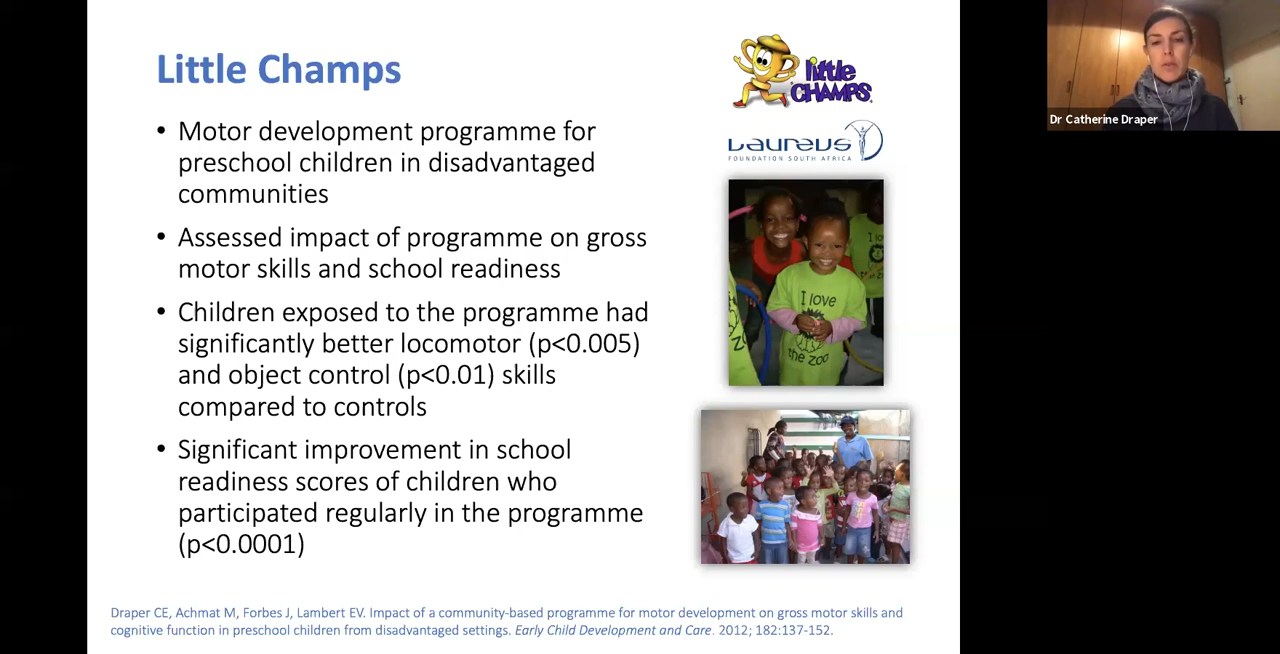 Little Champs
little
CHAMPS
Laureus
FOUNDATION SOUTH AFRICA
• Motor development programme for
preschool children in disadvantaged
communities
• Assessed impact of programme on gross
motor skills and school readiness
• Children exposed to the programme had
significantly better locomotor (p<0.005)
and object control (p<0.01) skills
compared to controls
• Significant improvement in school
readiness scores of children who
participated regularly in the programme
(p<0.0001)
I love
the zoo
Draper CE, Achmat M, Forbes J, Lambert EV. Impact of a community-based programme for motor development on gross motor skills and
cognitive function in preschool children from disadvantaged settings. Early Child Development and Care. 2012; 182:137-152.
Dr Catherine Draper